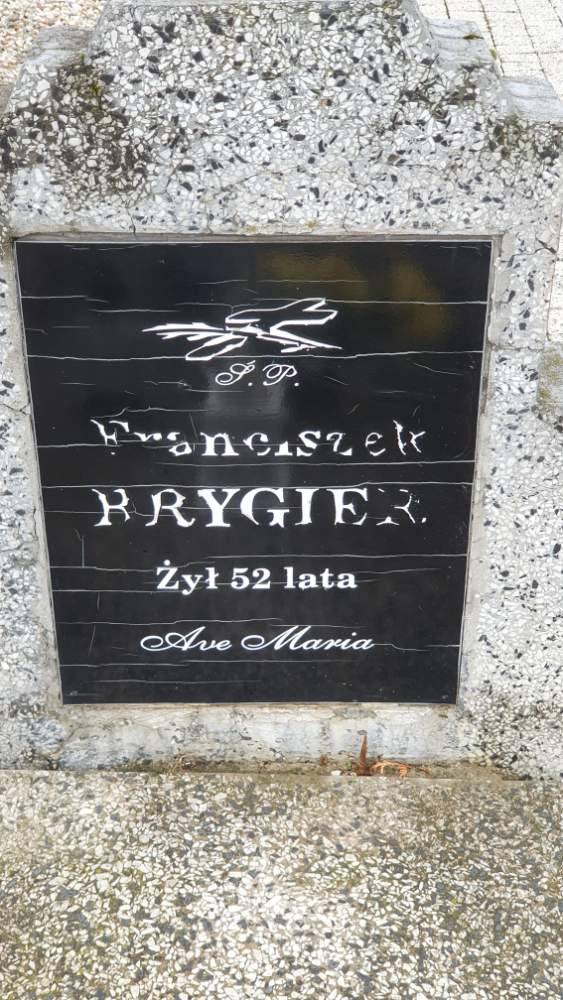 Ś. P.
Franciszek
BRYGIER
Żył 52 lata
Ave Maria